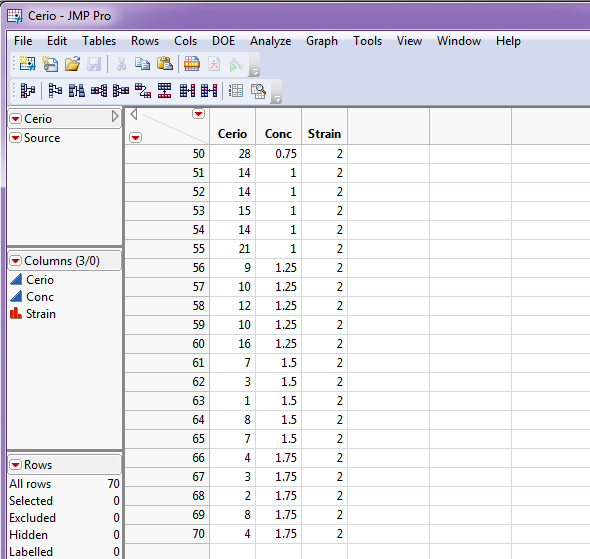 Cerio - JMP Pro
File Edit Tables Rows Cols DOE Analyze Graph Tools View Window Help
Cerio
Source
Columns (3/0)
Cerio
Conc
Strain
Rows
All rows 70
Selected 0
Excluded 0
Hidden 0
Labelled 0
Cerio Conc Strain
50 28 0.75 2
51 14 1 2
52 14 1 2
53 15 1 2
54 14 1 2
55 21 1 2
56 9 1.25 2
57 10 1.25 2
58 12 1.25 2
59 10 1.25 2
60 16 1.25 2
61 7 1.5 2
62 3 1.5 2
63 1 1.5 2
64 8 1.5 2
65 7 1.5 2
66 4 1.75 2
67 3 1.75 2
68 2 1.75 2
69 8 1.75 2
70 4 1.75 2